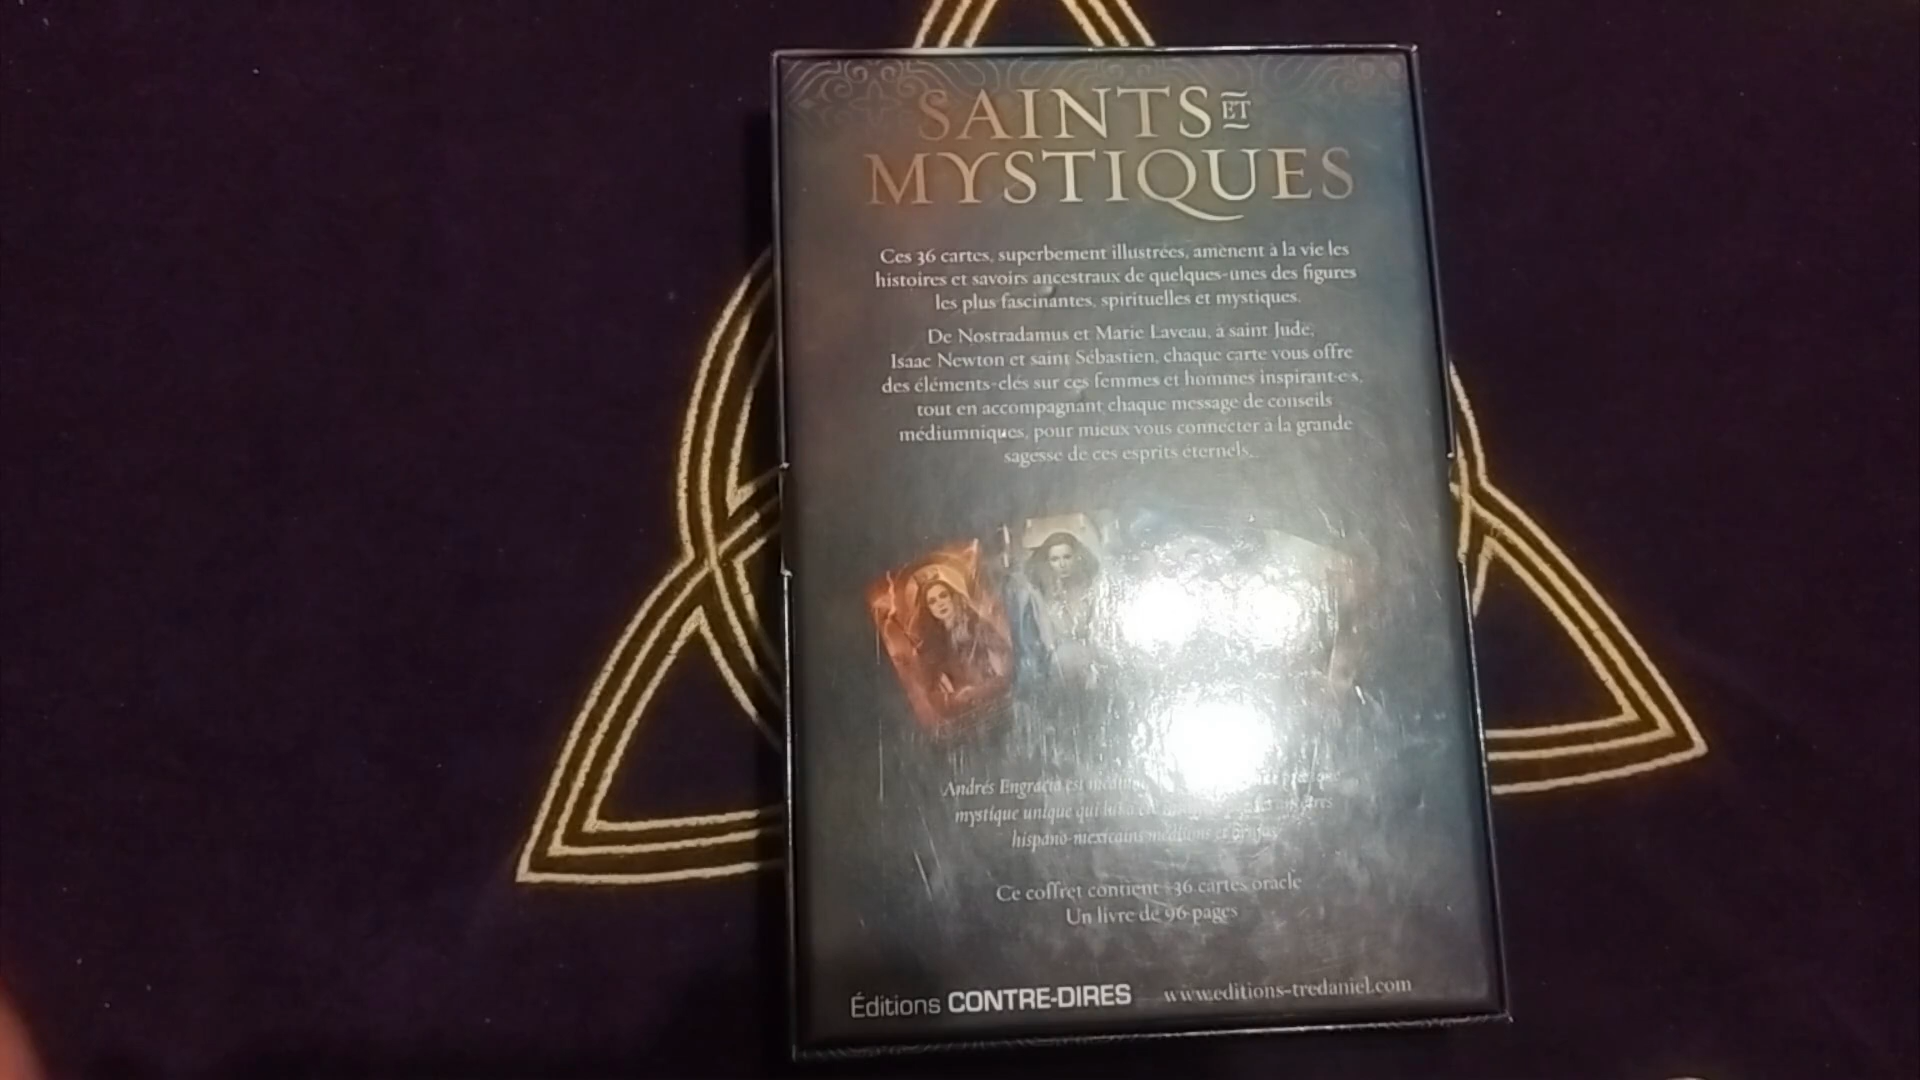 SAINTS ET
MYSTIQUES
Ces 36 cartes, superbement illustrées, amènent à la vie les
histoires et savoirs ancestraux de quelques-unes des figures
les plus fascinantes, spirituelles et mystiques.
De Nostradamus et Marie Laveau, à saint Jude,
Isaac Newton et saint Sébastien, chaque carte vous offre
des éléments-clés sur ces femmes et hommes inspirant·e·s,
tout en accompagnant chaque message de conseils
médiumniques, pour mieux vous connecter à la grande
sagesse de ces esprits éternels...
Andrés Engracia est
mystique unique qui lui a
hispano-mexicains médiums et
Ce coffret contient : 36 cartes oracle
Un livre de 96 pages
Éditions CONTRE-DIRES www.editions-tredaniel.com